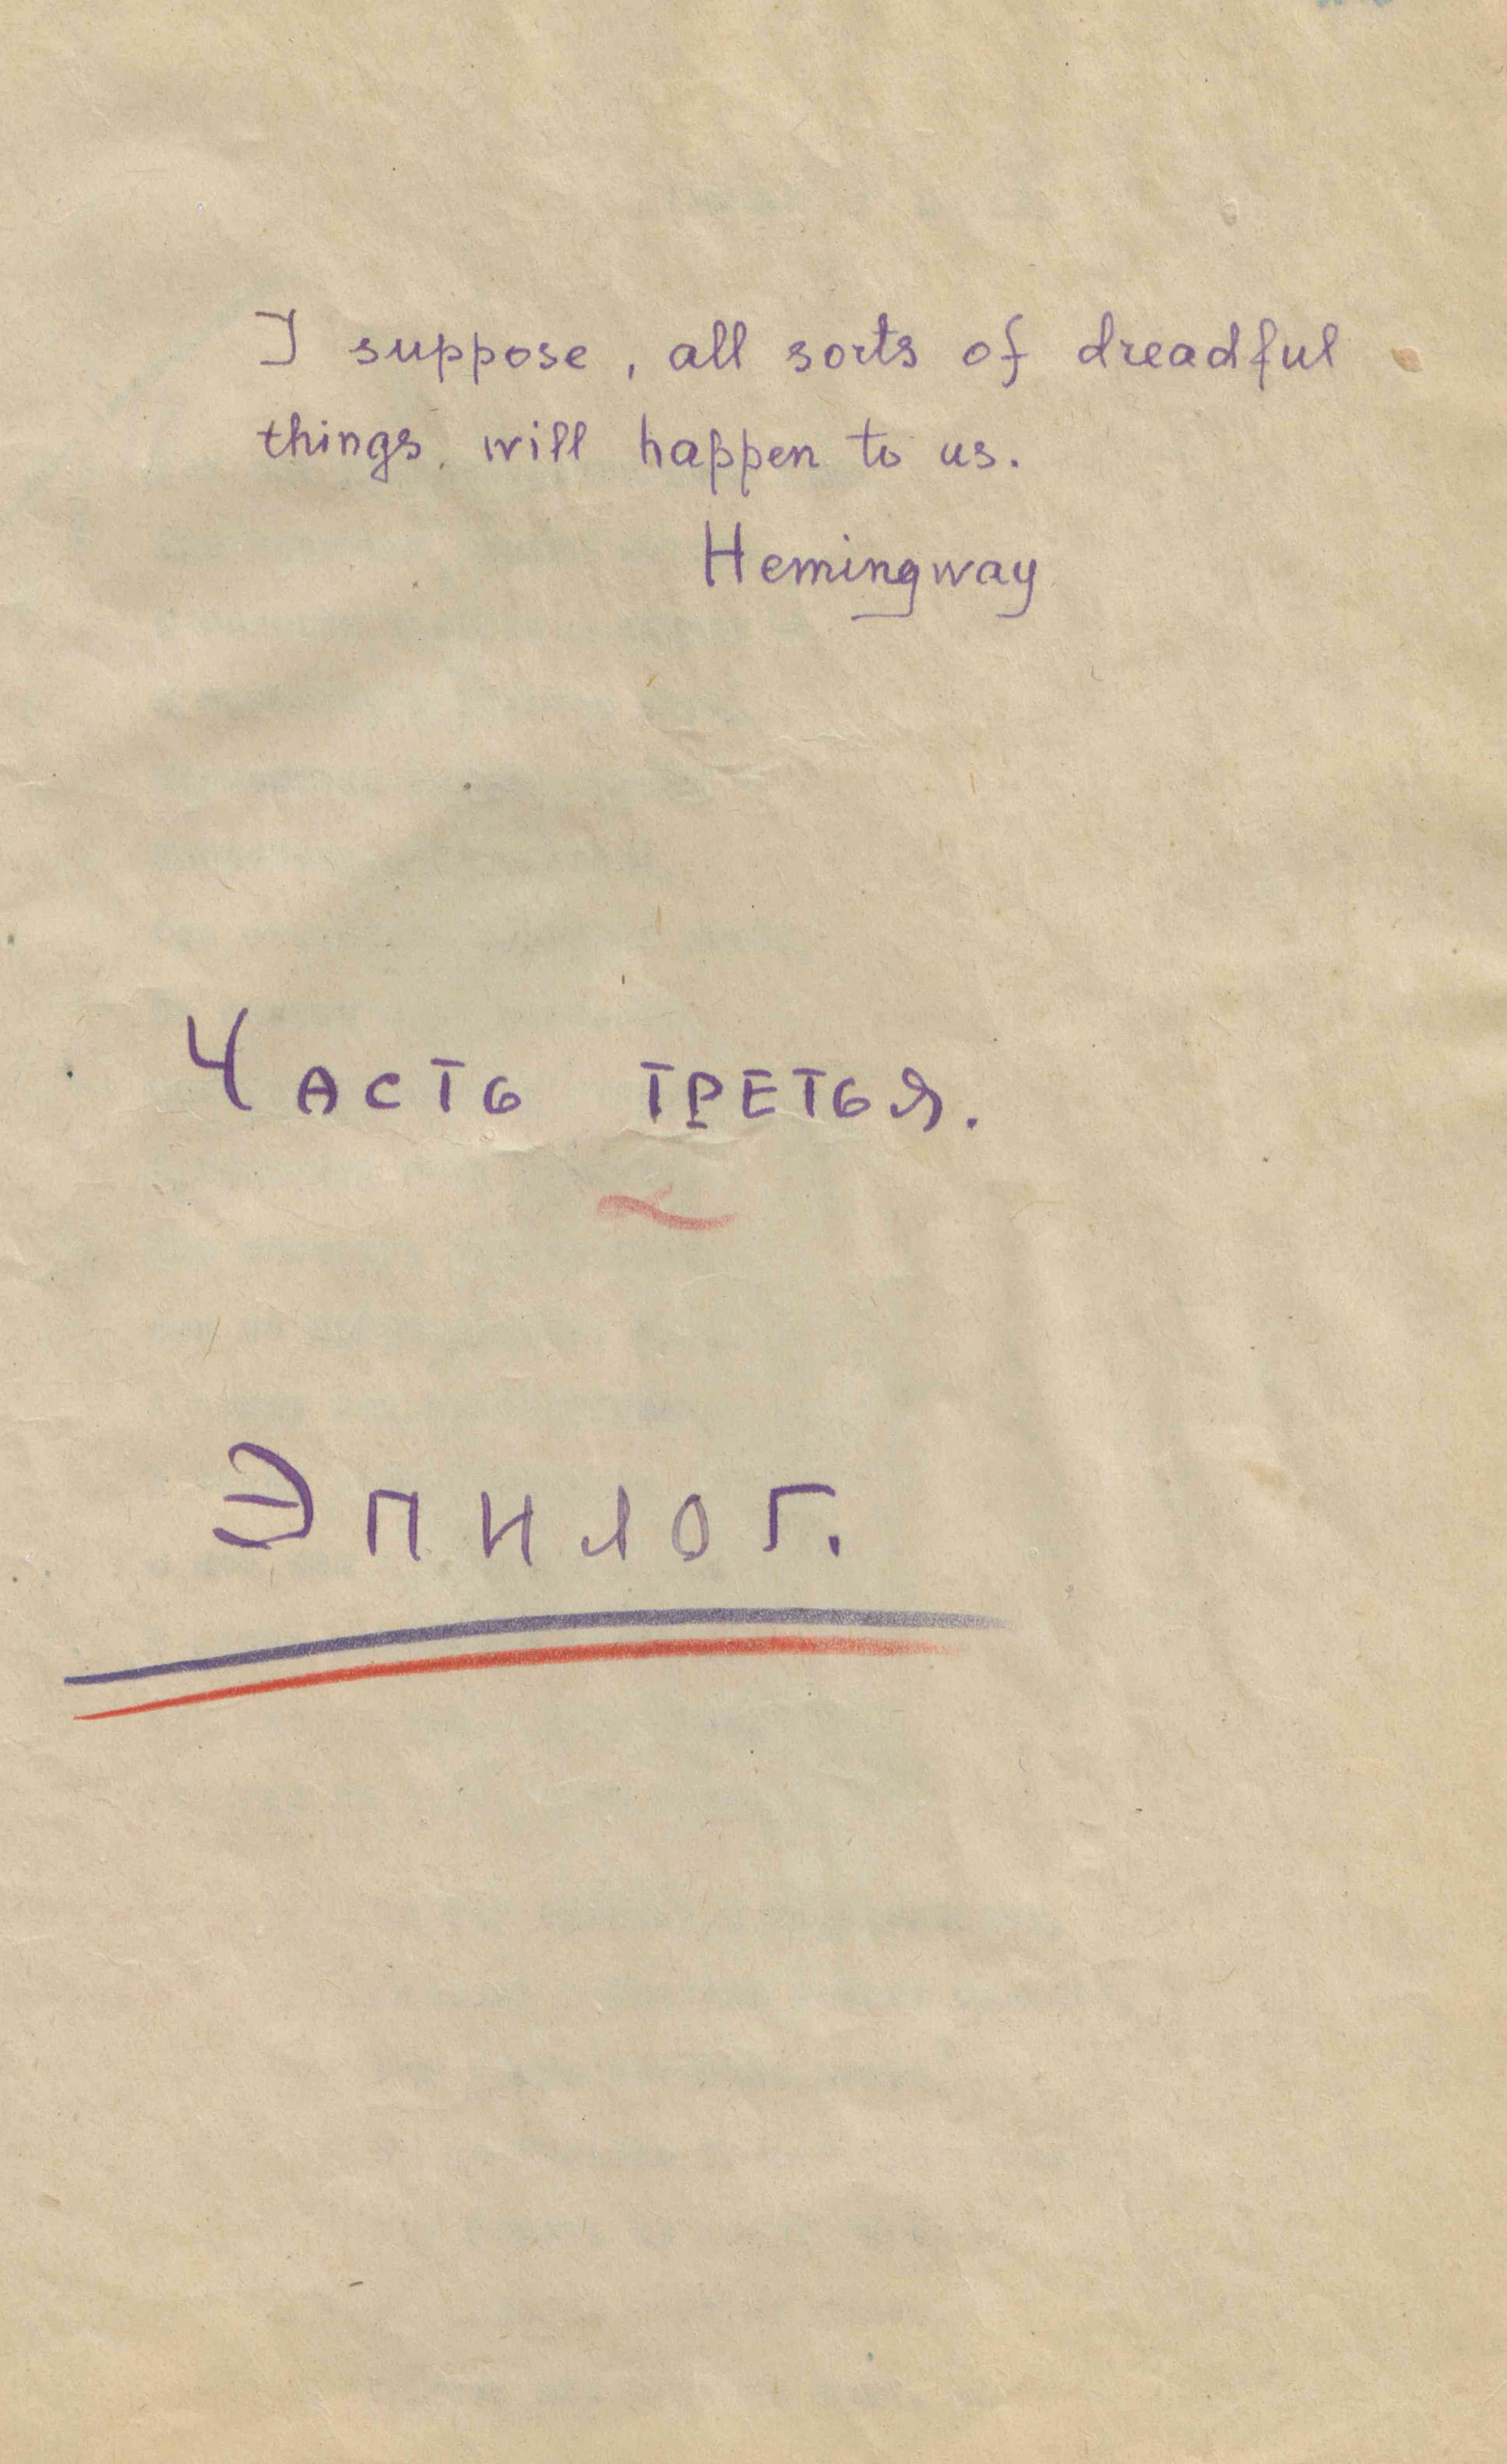 I suppose, all sorts of dreadful
things will happen to us.
Hemingway
Часть третья.
Эпилог.